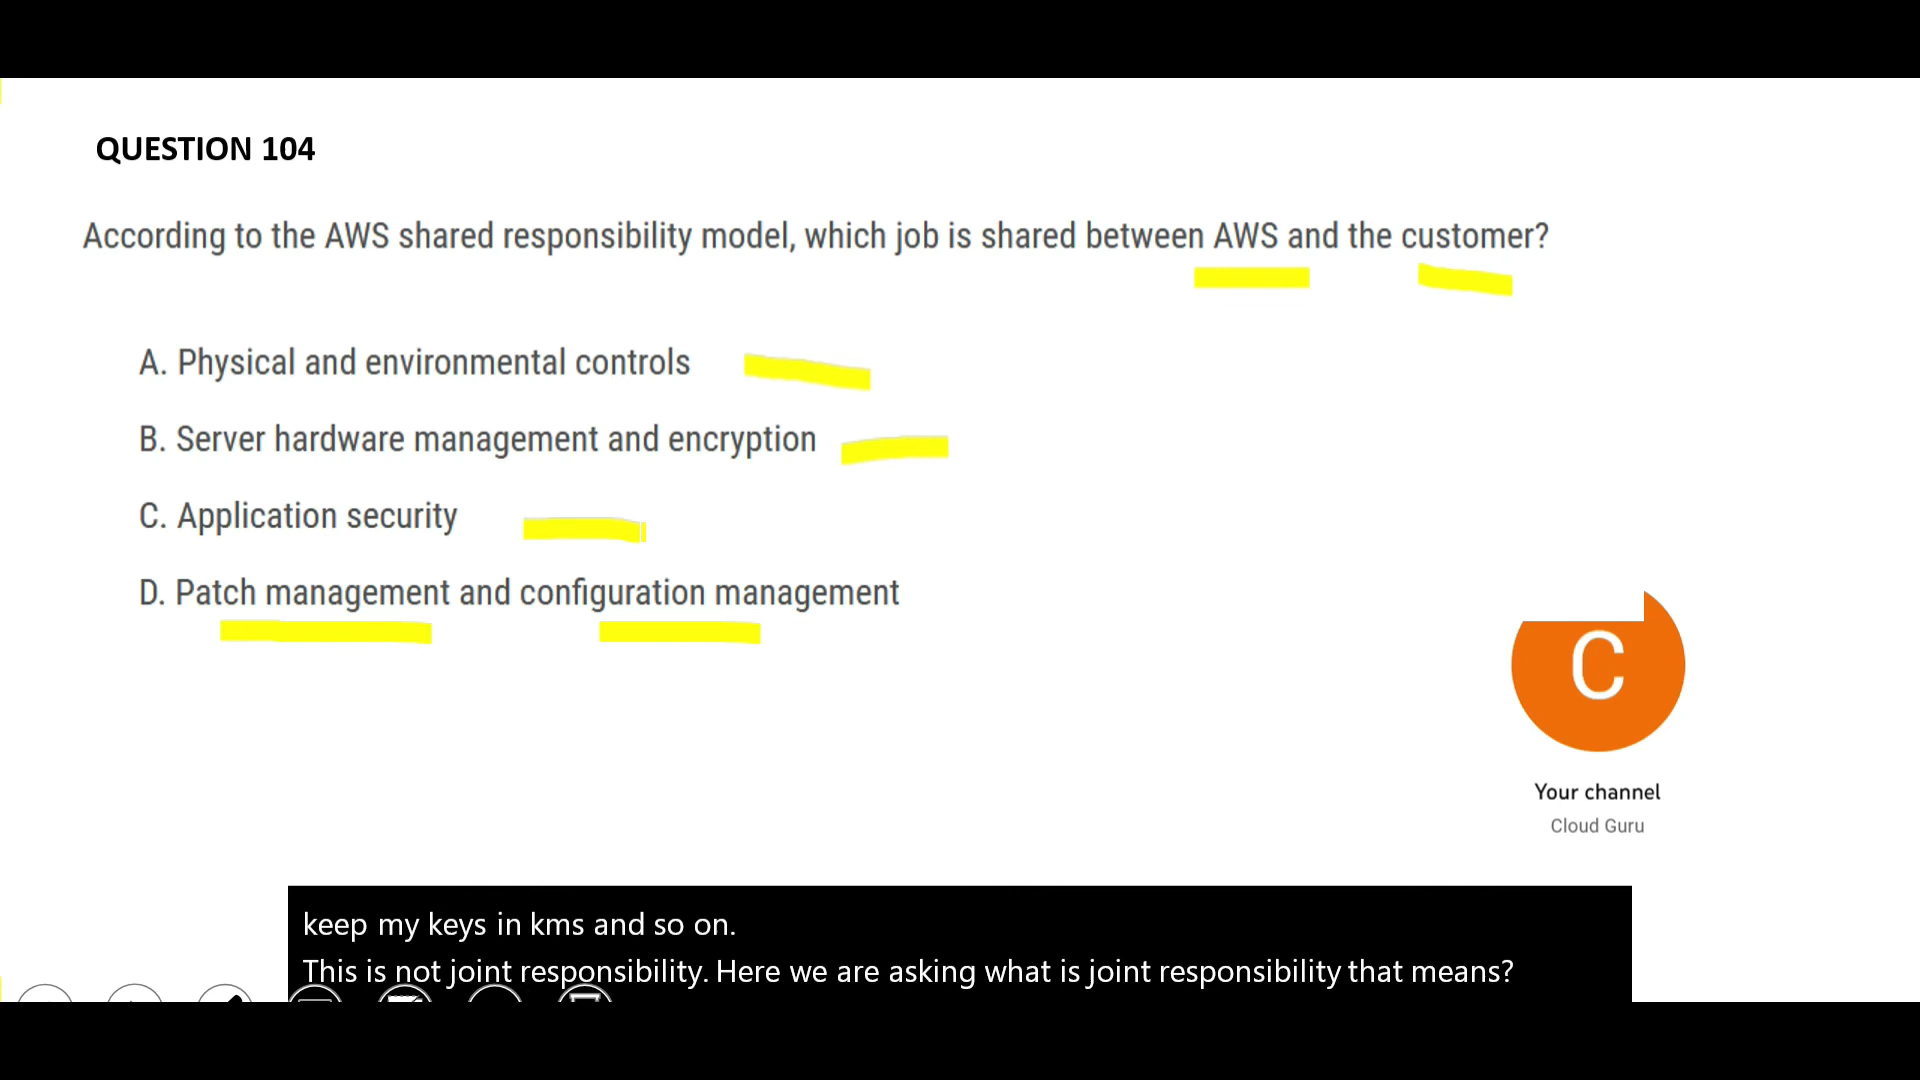 QUESTION 104
According to the AWS shared responsibility model, which job is shared between AWS and the customer?
A. Physical and environmental controls
B. Server hardware management and encryption
C. Application security
D. Patch management and configuration management
C
Your channel
Cloud Guru
keep my keys in kms and so on.
This is not joint responsibility. Here we are asking what is joint responsibility that means?